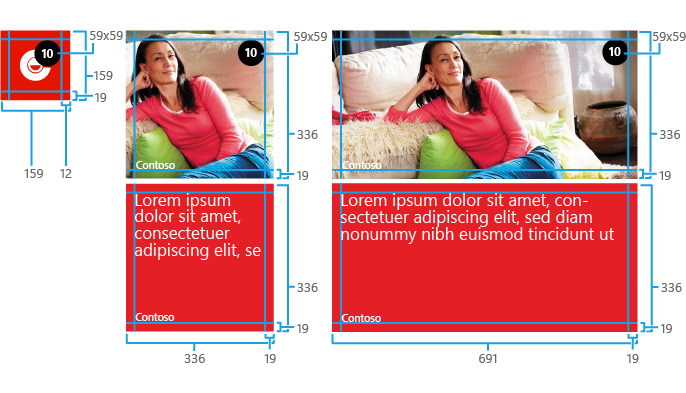 10
59x59
159
19
159
12
10
59x59
336
Contoso
19
10
59x59
336
Contoso
19
Lorem ipsum
dolor sit amet,
consectetuer
adipiscing elit, se
336
Contoso
19
336
19
Lorem ipsum dolor sit amet, con-
sectetuer adipiscing elit, sed diam
nonummy nibh euismod tincidunt ut
336
Contoso
19
691
19